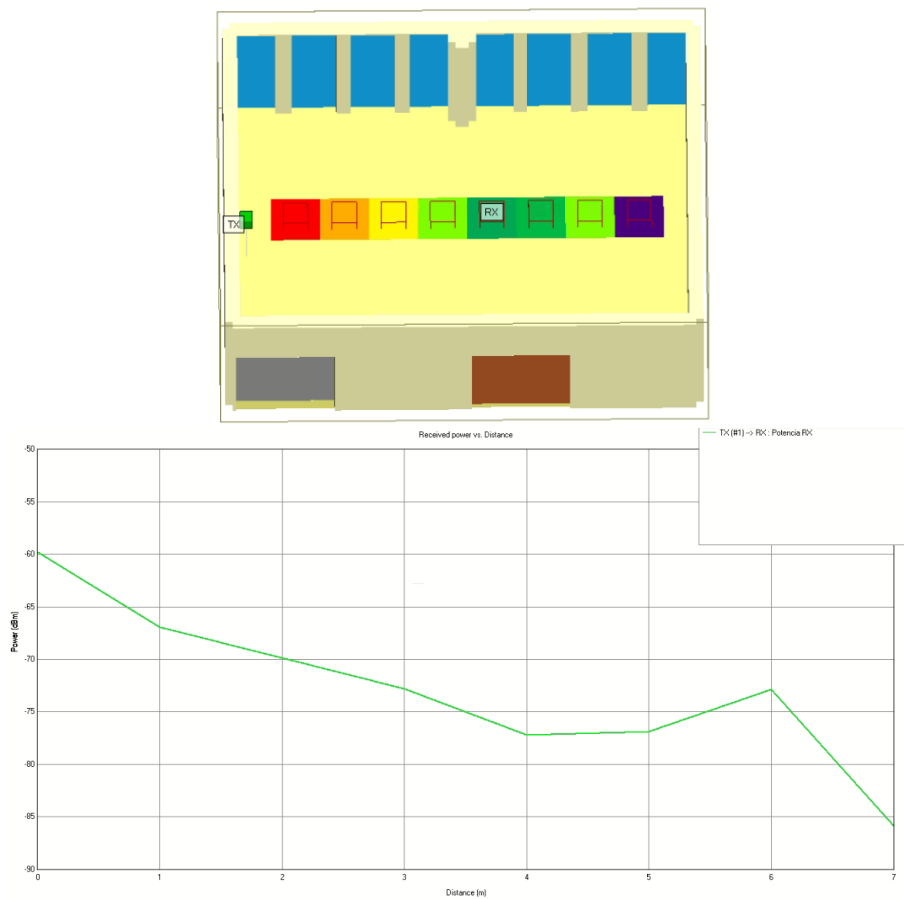 TX
RX
Received power vs. Distance
TX (#1) -> RX : Potencia RX
-50
-55
-60
-65
-70
-75
-80
-85
-90
Power (dBm)
0 1 2 3 4 5 6 7
Distance (m)